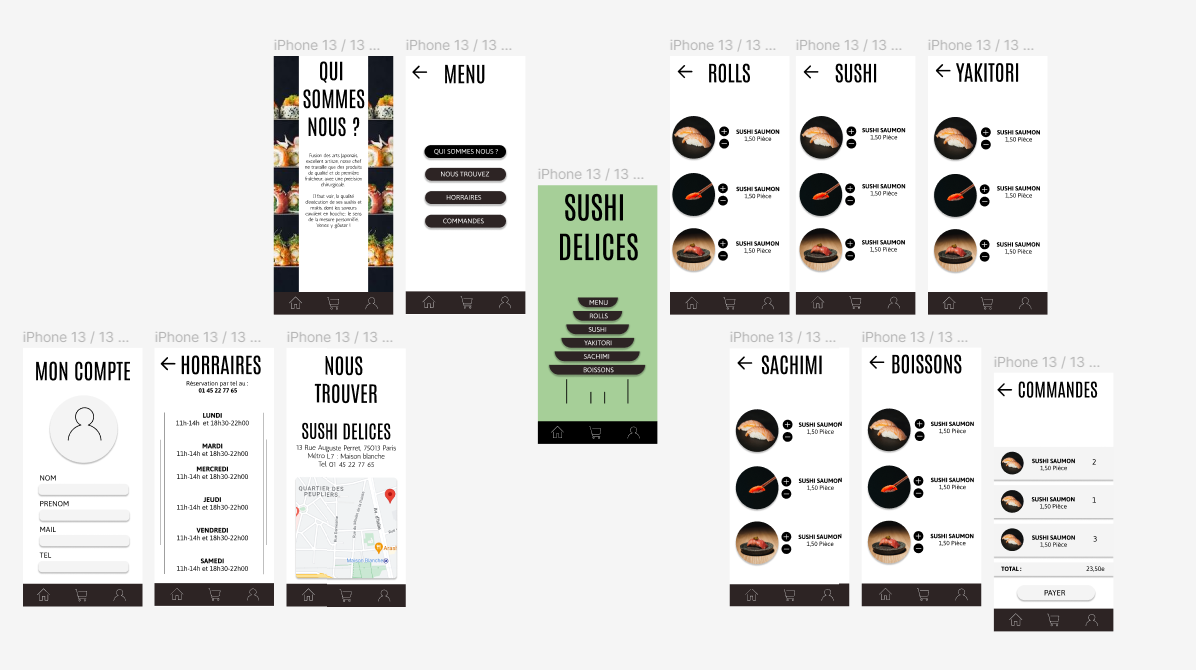 iPhone 13 / 13 ...
QUI
SOMMES
NOUS ?
Fusion des arts japonais,
excellent artisan, notre chef
ne travaille que des produits
de qualité et de première
fraîcheur, avec une précision
chirurgicale.
Il faut voir, la qualité
d'exécution de ses sushis et
makis, dont les saveurs
claquent en bouche, le sens
de la mesure personnifié.
Venez y goûter !
iPhone 13 / 13 ...
MENU
QUI SOMMES NOUS ?
NOUS TROUVEZ
HORRAIRES
COMMANDES
iPhone 13 / 13 ...
SUSHI
DELICES
MENU
ROLLS
SUSHI
YAKITORI
SACHIMI
BOISSONS
iPhone 13 / 13 ...
ROLLS
SUSHI SAUMON
1,50 Pièce
SUSHI SAUMON
1,50 Pièce
SUSHI SAUMON
1,50 Pièce
iPhone 13 / 13 ...
SUSHI
SUSHI SAUMON
1,50 Pièce
SUSHI SAUMON
1,50 Pièce
SUSHI SAUMON
1,50 Pièce
iPhone 13 / 13 ...
YAKITORI
SUSHI SAUMON
1,50 Pièce
SUSHI SAUMON
1,50 Pièce
SUSHI SAUMON
1,50 Pièce
iPhone 13 / 13 ...
MON COMPTE
NOM
PRENOM
MAIL
TEL
iPhone 13 / 13 ...
HORRAIRES
Réservation par tel au :
01 45 22 77 65
LUNDI
11h-14h et 18h30-22h00
MARDI
11h-14h et 18h30-22h00
MERCREDI
11h-14h et 18h30-22h00
JEUDI
11h-14h et 18h30-22h00
VENDREDI
11h-14h et 18h30-22h00
SAMEDI
11h-14h et 18h30-22h00
iPhone 13 / 13 ...
NOUS
TROUVER
SUSHI DELICES
13 Rue Auguste Perret, 75013 Paris
Métro L7 : Maison blanche
Tel. 01 45 22 77 65
QUARTIER DES
PEUPLIERS
Av. d'Italie
Maison Blanche
iPhone 13 / 13 ...
SACHIMI
SUSHI SAUMON
1,50 Pièce
SUSHI SAUMON
1,50 Pièce
SUSHI SAUMON
1,50 Pièce
iPhone 13 / 13 ...
BOISSONS
SUSHI SAUMON
1,50 Pièce
SUSHI SAUMON
1,50 Pièce
SUSHI SAUMON
1,50 Pièce
iPhone 13 / 13 ...
COMMANDES
SUSHI SAUMON 2
1,50 Pièce
SUSHI SAUMON 1
1,50 Pièce
SUSHI SAUMON 3
1,50 Pièce
TOTAL : 23,50e
PAYER